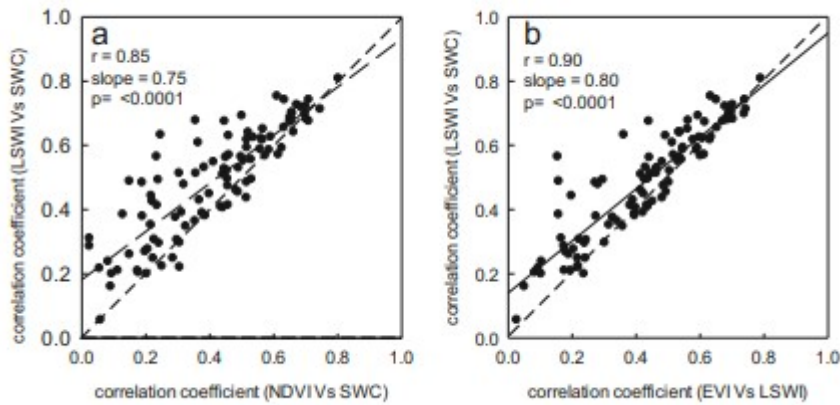 a
r = 0.85
slope = 0.75
p= <0.0001
1.0
0.8
0.6
0.4
0.2
0.0
correlation coefficient (LSWI Vs SWC)
0.0 0.2 0.4 0.6 0.8 1.0
correlation coefficient (NDVI Vs SWC)
b
r = 0.90
slope = 0.80
p= <0.0001
1.0
0.8
0.6
0.4
0.2
0.0
correlation coefficient (LSWI Vs SWC)
0.0 0.2 0.4 0.6 0.8 1.0
correlation coefficient (EVI Vs LSWI)